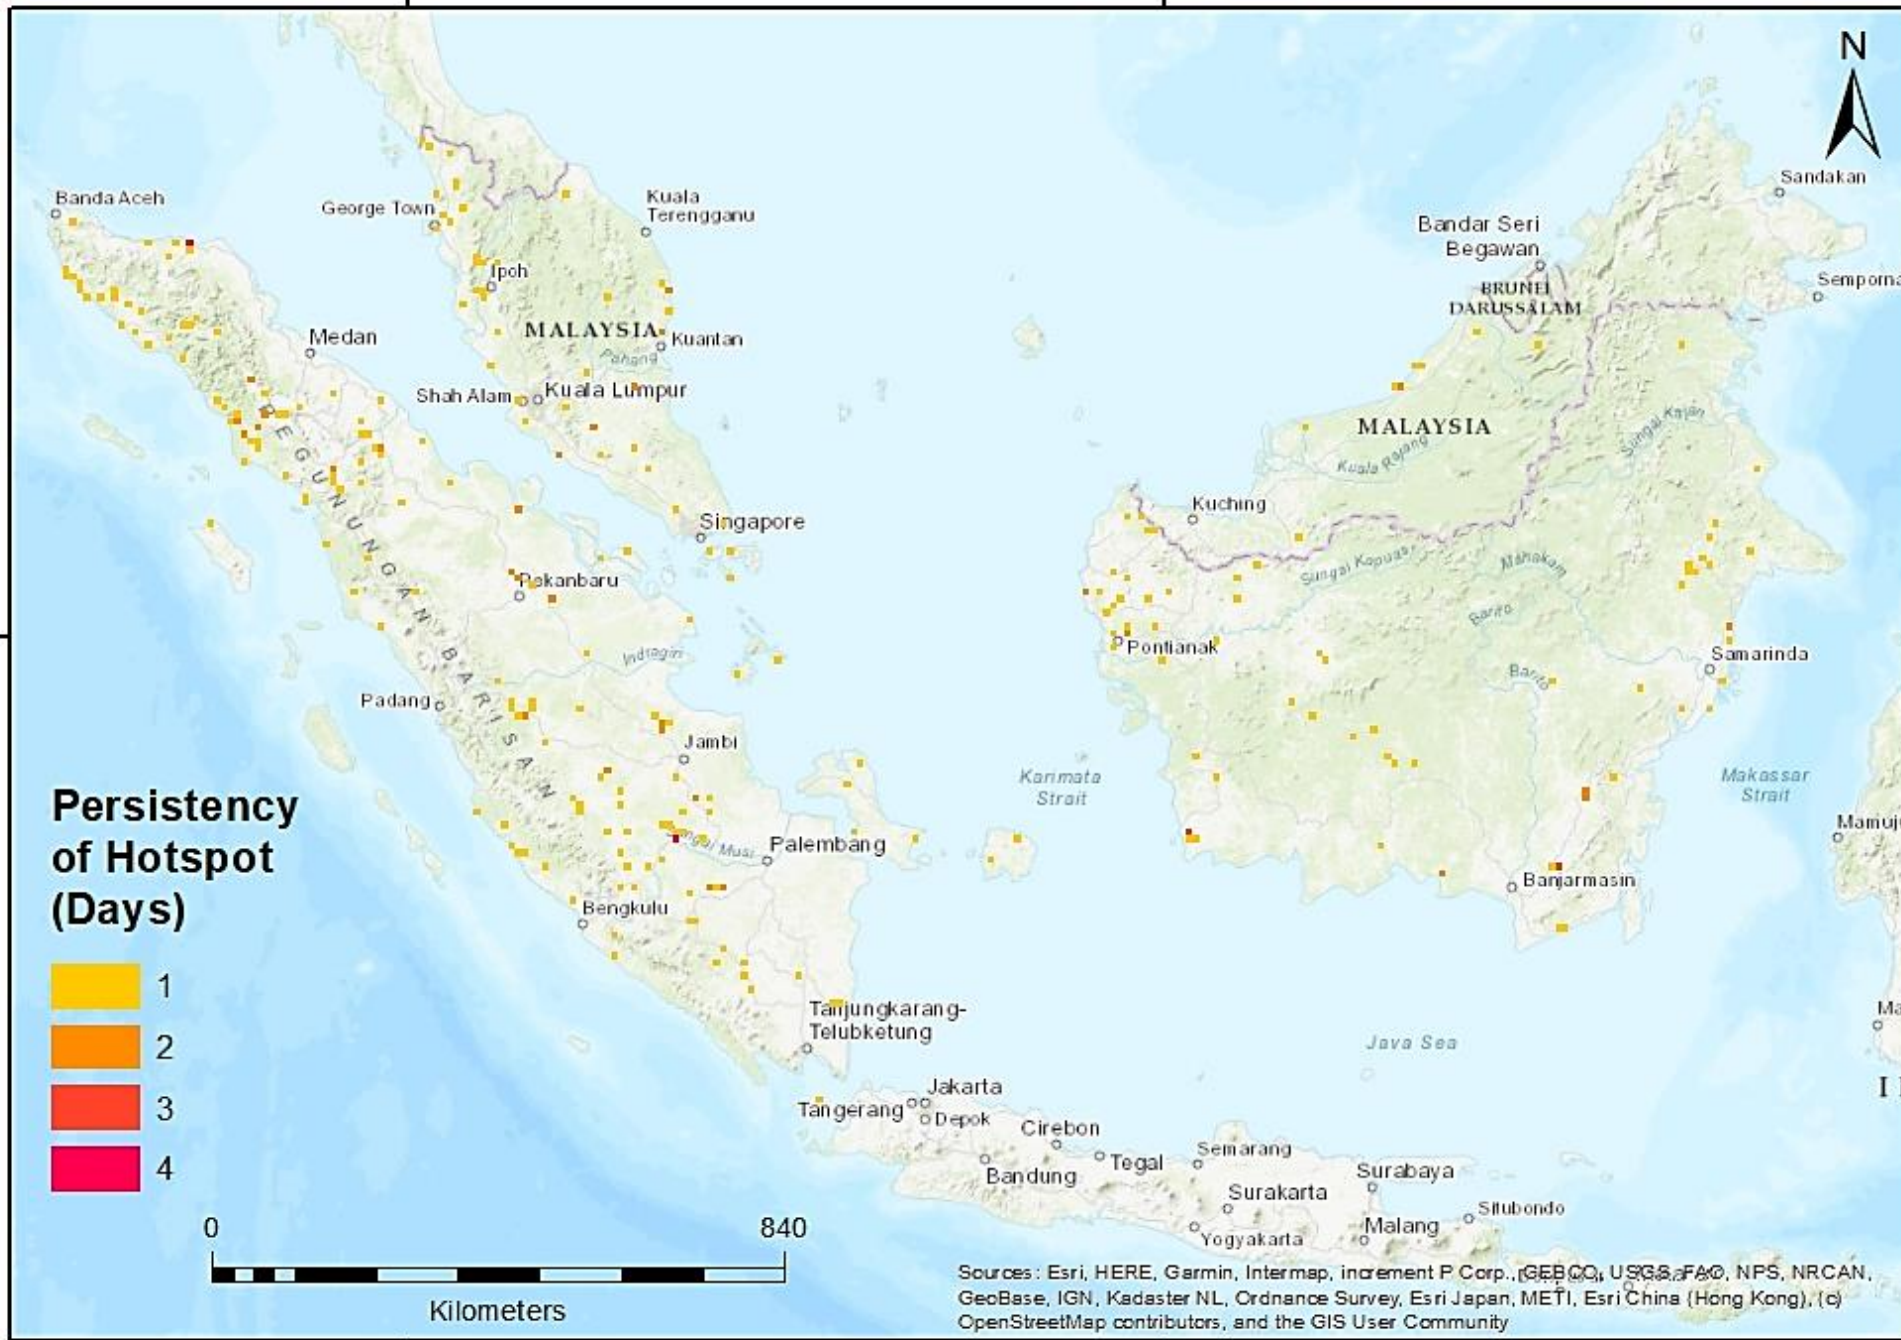 N
Banda Aceh
George Town
Kuala
Terengganu
Ipoh
Medan
MALAYSIA
Kuantan
Pahang
Shah Alam
Kuala Lumpur
Singapore
Sandakan
Bandar Seri
Begawan
BRUNEI
DARUSSALAM
Semporna
MALAYSIA
Kuala Rajang
Sungai Kajan
Kuching
Sungai Kapuas
Mahakam
Barito
Pontianak
Barito
Samarinda
PEGUNUNGAN BARISAN
Pekanbaru
Indragiri
Padang
Jambi
Karimata
Strait
Makassar
Strait
Mamuju
Sungai Musi
Palembang
Banjarmasin
Bengkulu
Tanjungkarang-
Telubketung
Java Sea
Jakarta
Tangerang
Depok
Cirebon
Bandung
Tegal
Semarang
Surabaya
Surakarta
Situbondo
Malang
Yogyakarta
Persistency
of Hotspot
(Days)
1
2
3
4
0
840
Kilometers
Sources: Esri, HERE, Garmin, Intermap, increment P Corp., GEBCO, USGS, FAO, NPS, NRCAN,
GeoBase, IGN, Kadaster NL, Ordnance Survey, Esri Japan, METI, Esri China (Hong Kong), (c)
OpenStreetMap contributors, and the GIS User Community